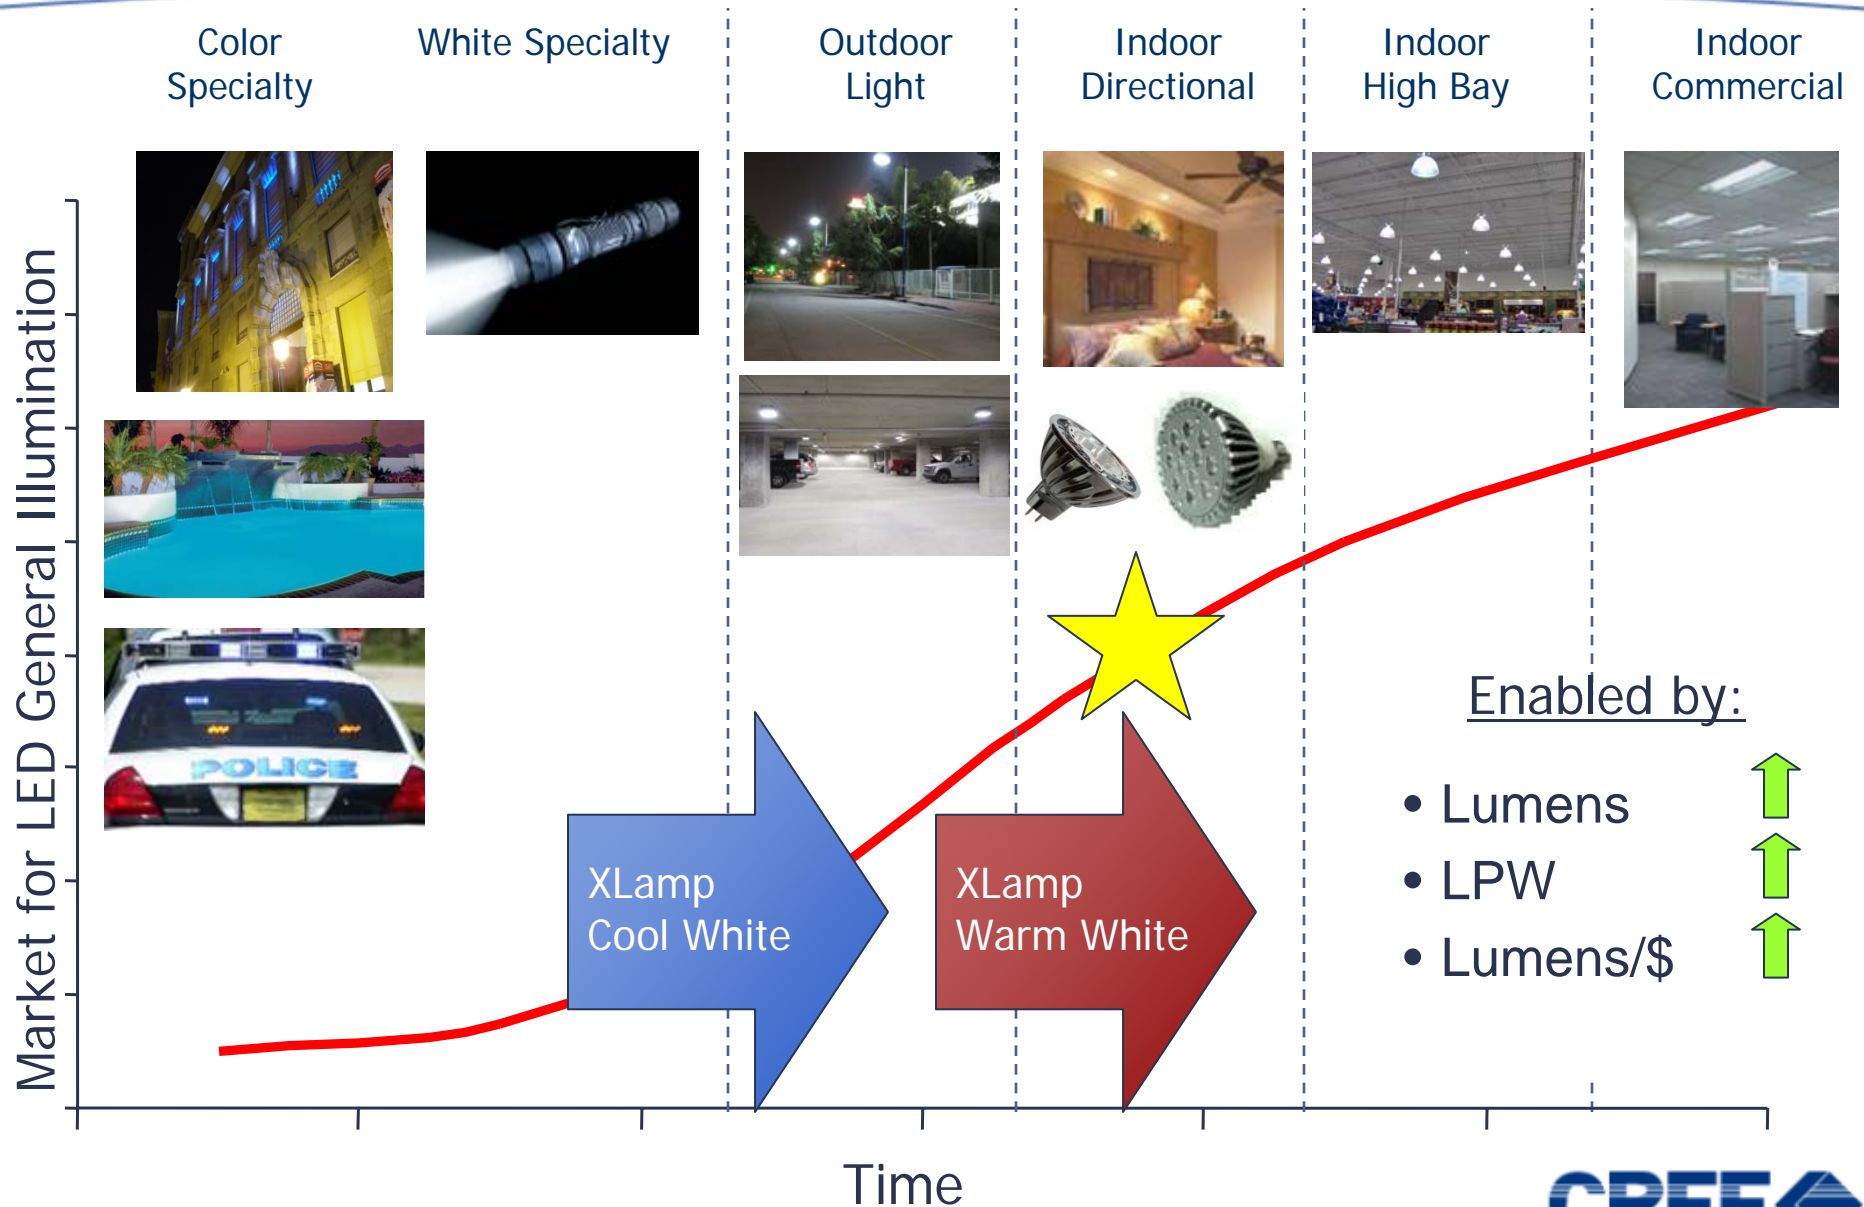 Color
Specialty
White Specialty
Outdoor
Light
Indoor
Directional
Indoor
High Bay
Indoor
Commercial
Market for LED General Illumination
POLICE
XLamp
Cool White
XLamp
Warm White
Enabled by:
• Lumens
• LPW
• Lumens/$
Time
CREE